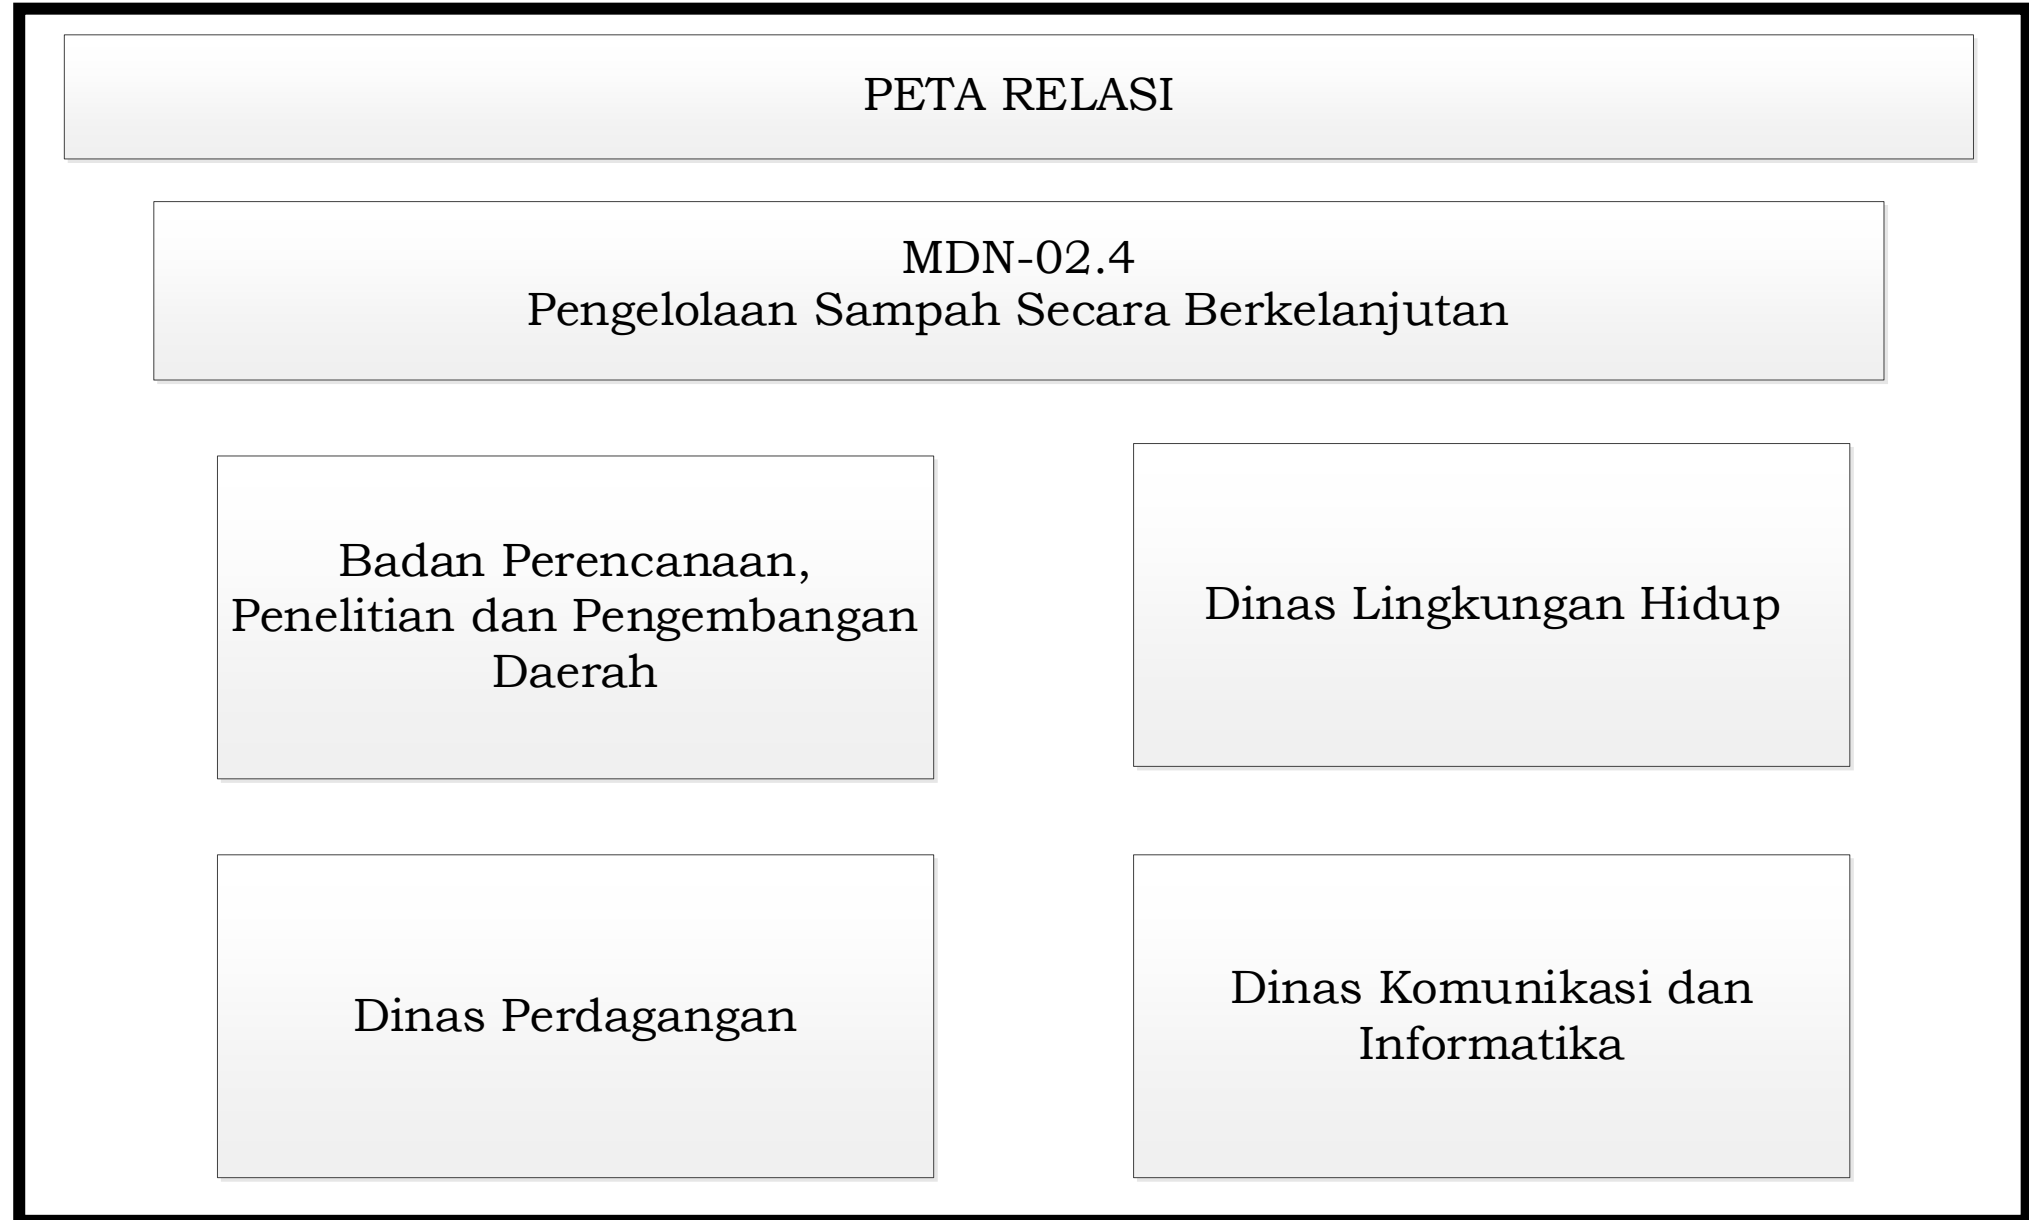 PETA RELASI
MDN-02.4
Pengelolaan Sampah Secara Berkelanjutan
Badan Perencanaan,
Penelitian dan Pengembangan
Daerah
Dinas Lingkungan Hidup
Dinas Perdagangan
Dinas Komunikasi dan
Informatika